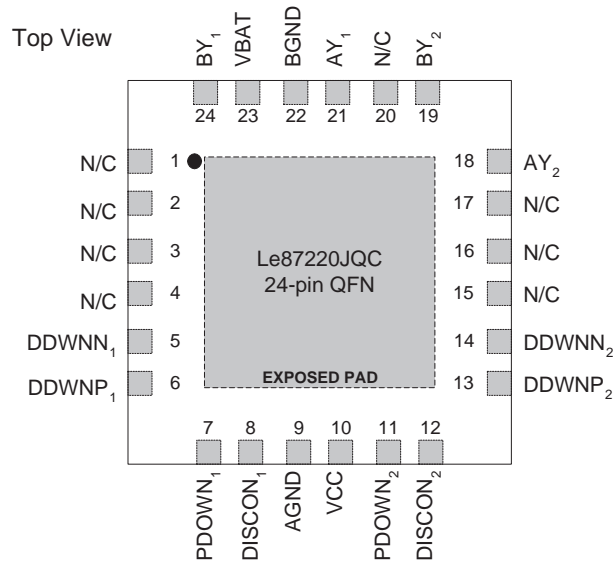 Top View
BY₁
VBAT
BGND
AY₁
N/C
BY₂
24
23
22
21
20
19
N/C
1
18
AY₂
N/C
2
17
N/C
N/C
3
16
N/C
N/C
4
15
N/C
DDWNN₁
5
14
DDWNN₂
DDWNP₁
6
13
DDWNP₂
Le87220JQC
24-pin QFN
EXPOSED PAD
7
8
9
10
11
12
PDOWN₁
DISCON₁
AGND
VCC
PDOWN₂
DISCON₂